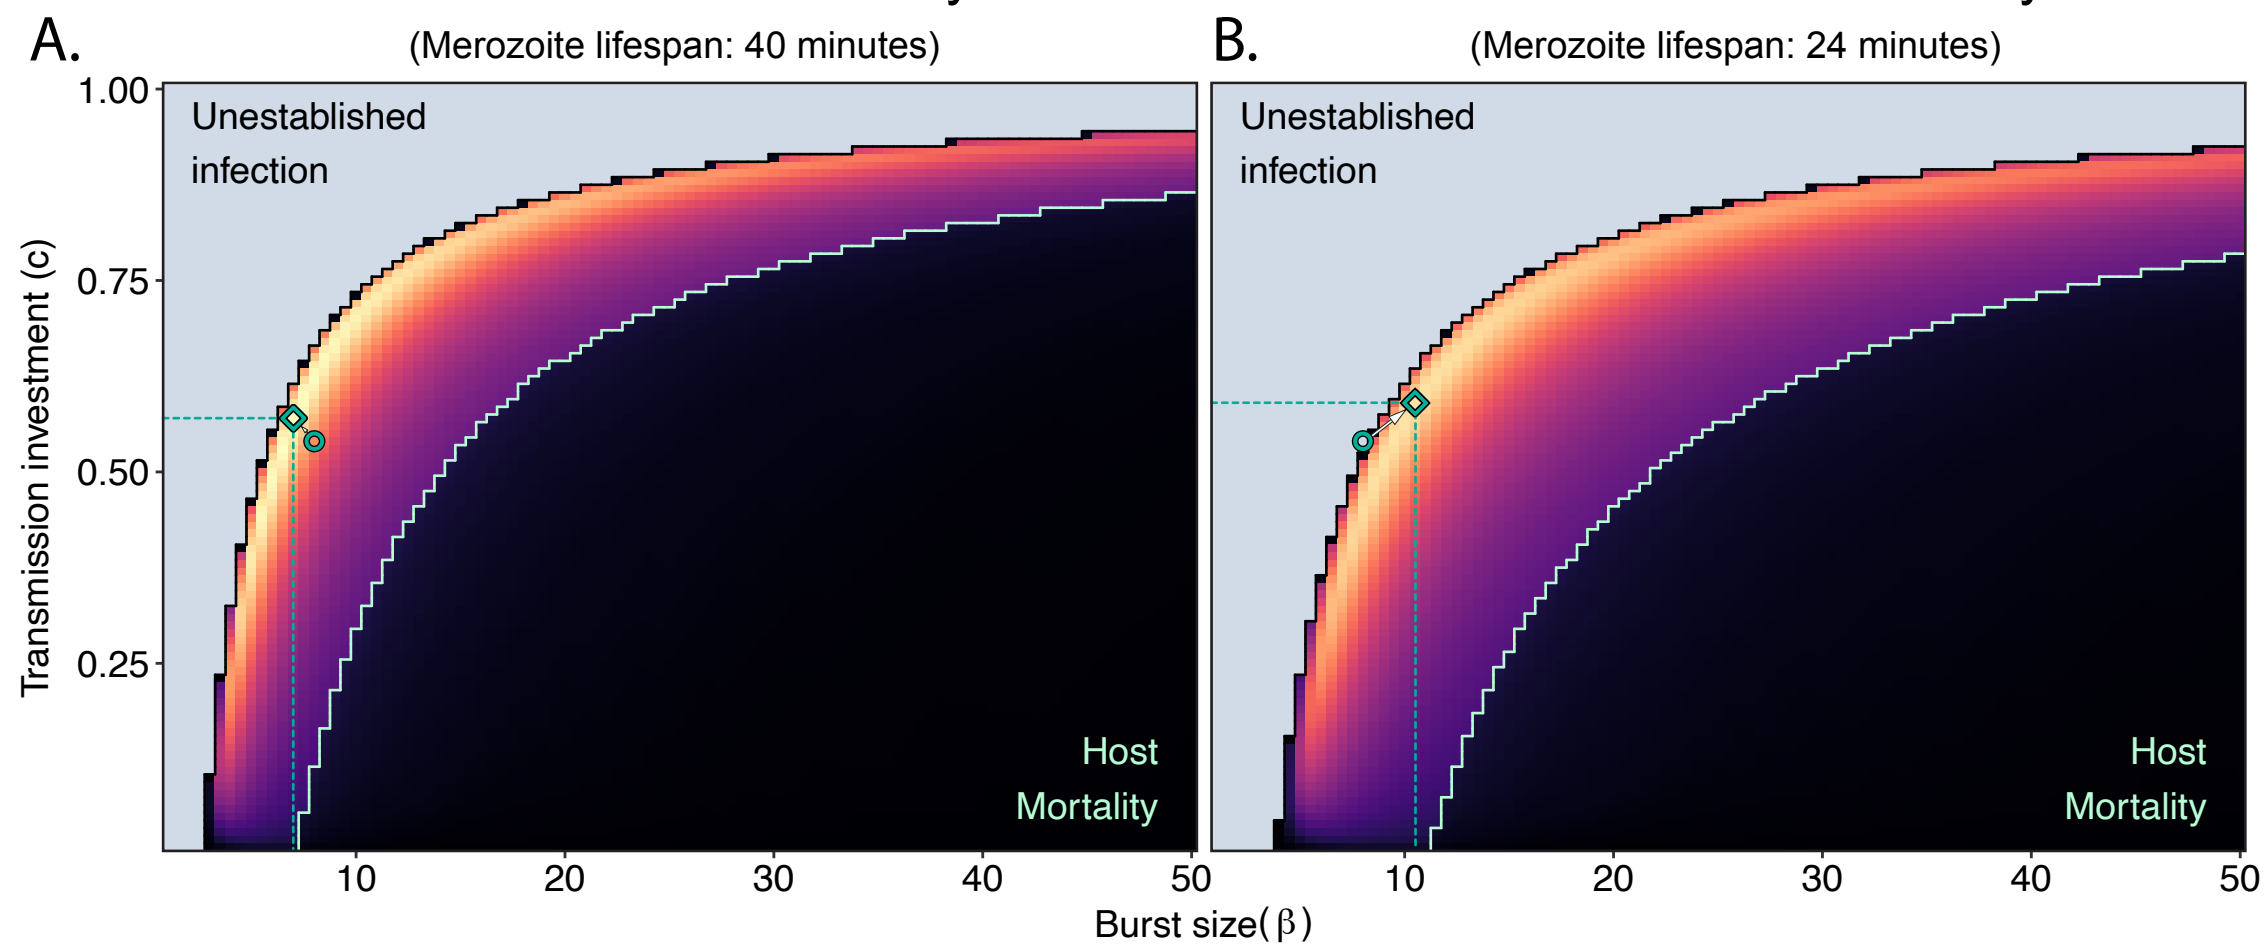 A.
(Merozoite lifespan: 40 minutes)
B.
(Merozoite lifespan: 24 minutes)
Transmission investment (c)
1.00
0.75
0.50
0.25
Unestablished
infection
Host
Mortality
10
20
30
40
50
Unestablished
infection
Host
Mortality
10
20
30
40
50
Burst size(β)